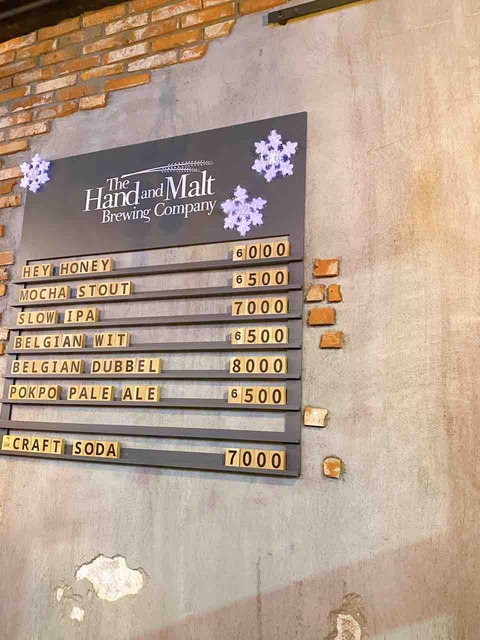 The
Hand and Malt
Brewing Company
HEY HONEY 6000
MOCHA STOUT 6500
SLOW IPA 7000
BELGIAN WIT 6500
BELGIAN DUBBEL 8000
POKPO PALE ALE 6500
CRAFT SODA 7000